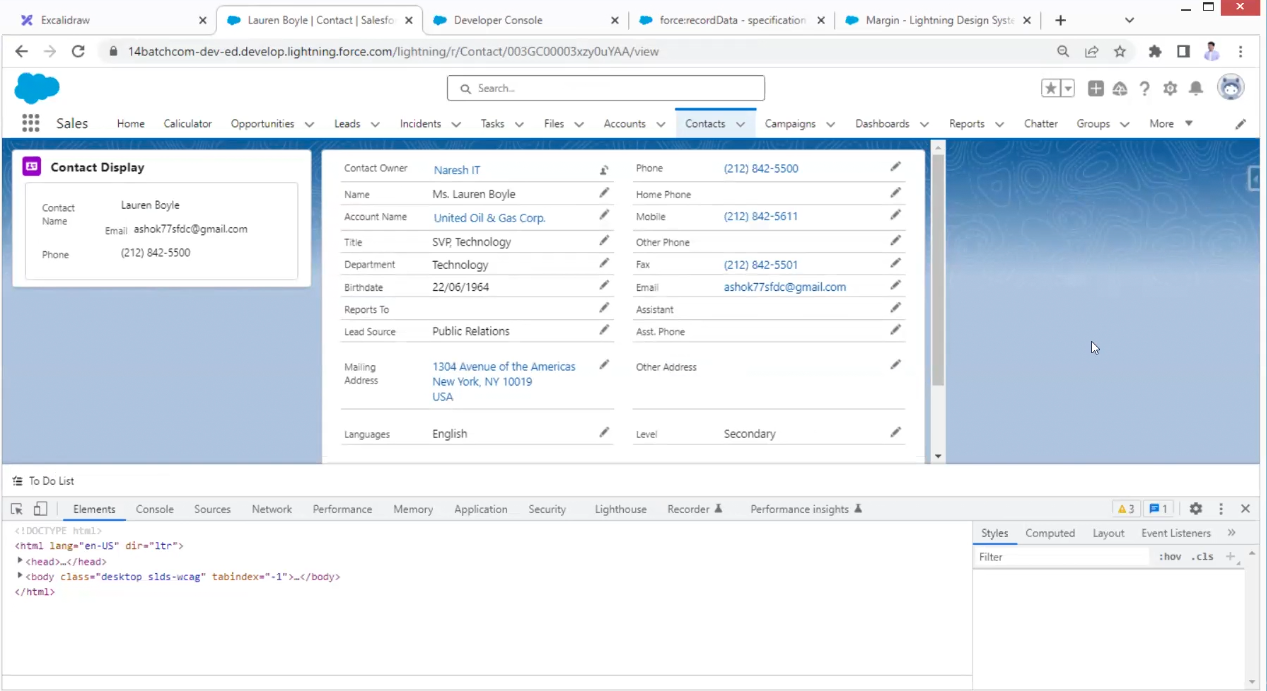 Excalidraw
Lauren Boyle | Contact | Salesfo
Developer Console
force:recordData - specification
Margin - Lightning Design Syste
14batchcom-dev-ed.develop.lightning.force.com/lightning/r/Contact/003GC00003xzy0uYAA/view
Search...
Sales
Home
Calculator
Opportunities
Leads
Incidents
Tasks
Files
Accounts
Contacts
Campaigns
Dashboards
Reports
Chatter
Groups
More
Contact Display
Contact
Name
Lauren Boyle
Email ashok77sfdc@gmail.com
Phone (212) 842-5500
Contact Owner Naresh IT
Phone (212) 842-5500
Name Ms. Lauren Boyle
Home Phone
Account Name United Oil & Gas Corp.
Mobile (212) 842-5611
Title SVP, Technology
Other Phone
Department Technology
Fax (212) 842-5501
Birthdate 22/06/1964
Email ashok77sfdc@gmail.com
Reports To
Assistant
Lead Source Public Relations
Asst. Phone
Mailing
Address
1304 Avenue of the Americas
New York, NY 10019
USA
Other Address
Languages English
Level Secondary
To Do List
Elements
Console
Sources
Network
Performance
Memory
Application
Security
Lighthouse
Recorder
Performance insights
3
1
<!DOCTYPE html>
<html lang="en-US" dir="ltr">
<head>…</head>
<body class="desktop slds-wcag" tabindex="-1">…</body>
</html>
Styles
Computed
Layout
Event Listeners
Filter
:hov .cls